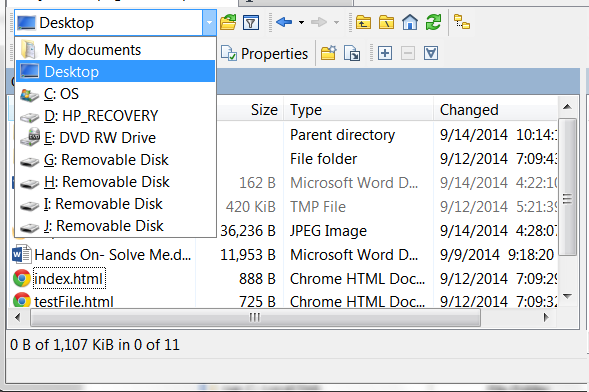 Desktop
My documents
Desktop
Properties
C: OS
D: HP_RECOVERY
Size Type Changed
E: DVD RW Drive
Parent directory 9/14/2014 10:14:
G: Removable Disk
File folder 9/12/2014 7:09:4
H: Removable Disk
162 B Microsoft Word D... 9/14/2014 4:22:1
I: Removable Disk
420 KiB TMP File 9/12/2014 5:21:3
J: Removable Disk
36,236 B JPEG Image 9/14/2014 4:28:0
Hands On- Solve Me.d... 11,953 B Microsoft Word D... 9/9/2014 9:18:20
index.html 888 B Chrome HTML Doc... 9/12/2014 7:09:2
testFile.html 725 B Chrome HTML Doc... 9/12/2014 7:09:3
0 B of 1,107 KiB in 0 of 11